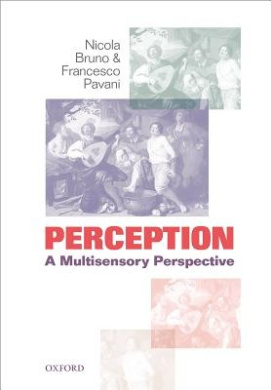 Nicola
Bruno &
Francesco
Pavani
PERCEPTION
A Multisensory Perspective
OXFORD